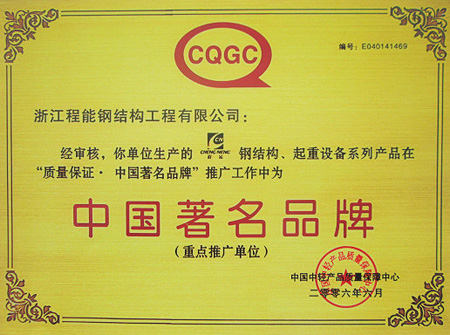 CQGC
编号：E040141469
浙江程能钢结构工程有限公司：
经审核，你单位生产的 CHENG NENG 钢结构、起重设备系列产品在
“质量保证·中国著名品牌”推广工作中为
中国著名品牌
（重点推广单位）
中国中轻产品质量保障中心
二〇〇六年六月